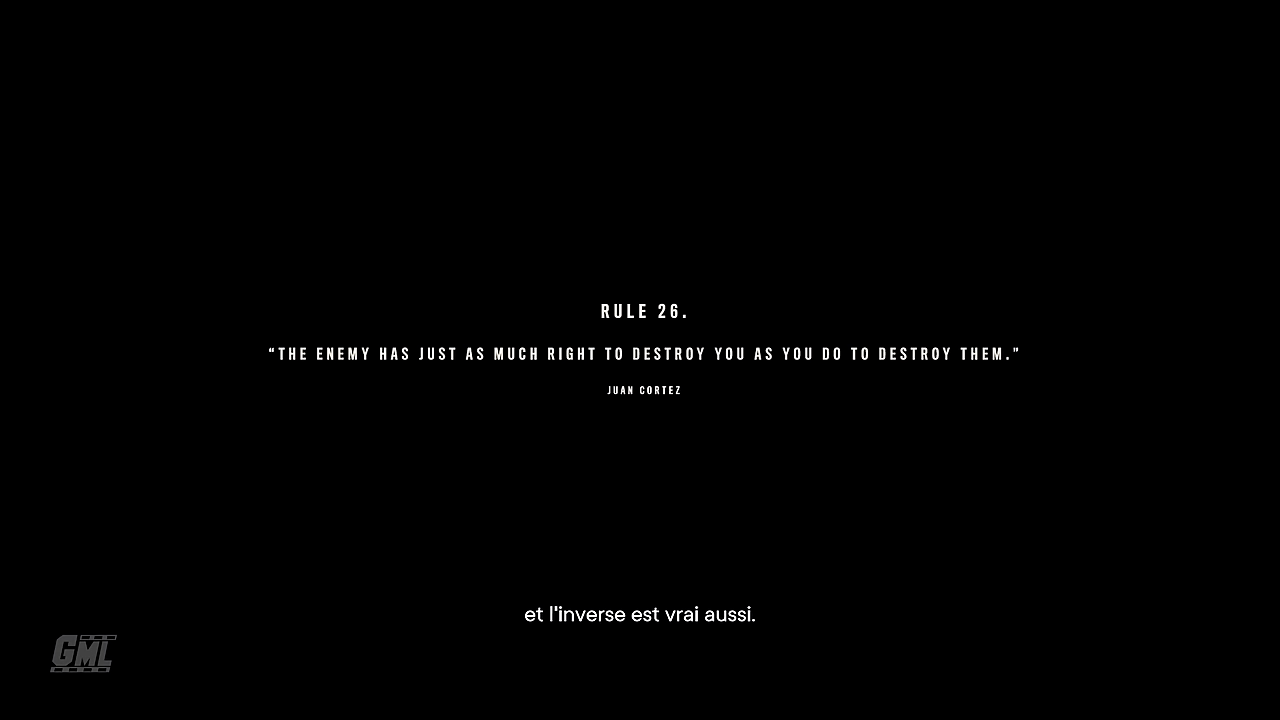 RULE 26.
“THE ENEMY HAS JUST AS MUCH RIGHT TO DESTROY YOU AS YOU DO TO DESTROY THEM.”
JUAN CORTEZ
et l'inverse est vrai aussi.
GML